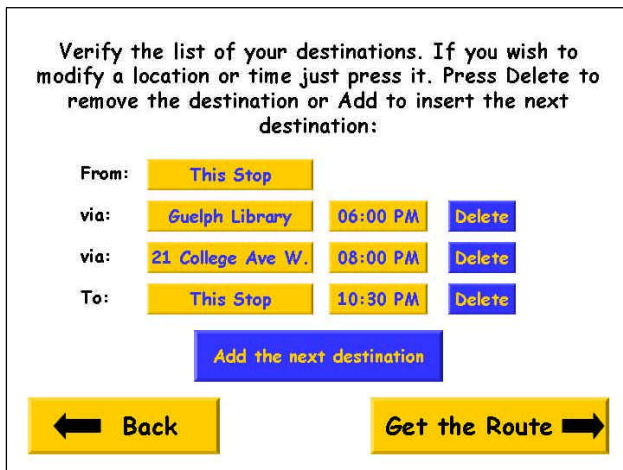 Verify the list of your destinations. If you wish to
modify a location or time just press it. Press Delete to
remove the destination or Add to insert the next
destination:
From: This Stop
via: Guelph Library 06:00 PM Delete
via: 21 College Ave W. 08:00 PM Delete
To: This Stop 10:30 PM Delete
Add the next destination
Back Get the Route